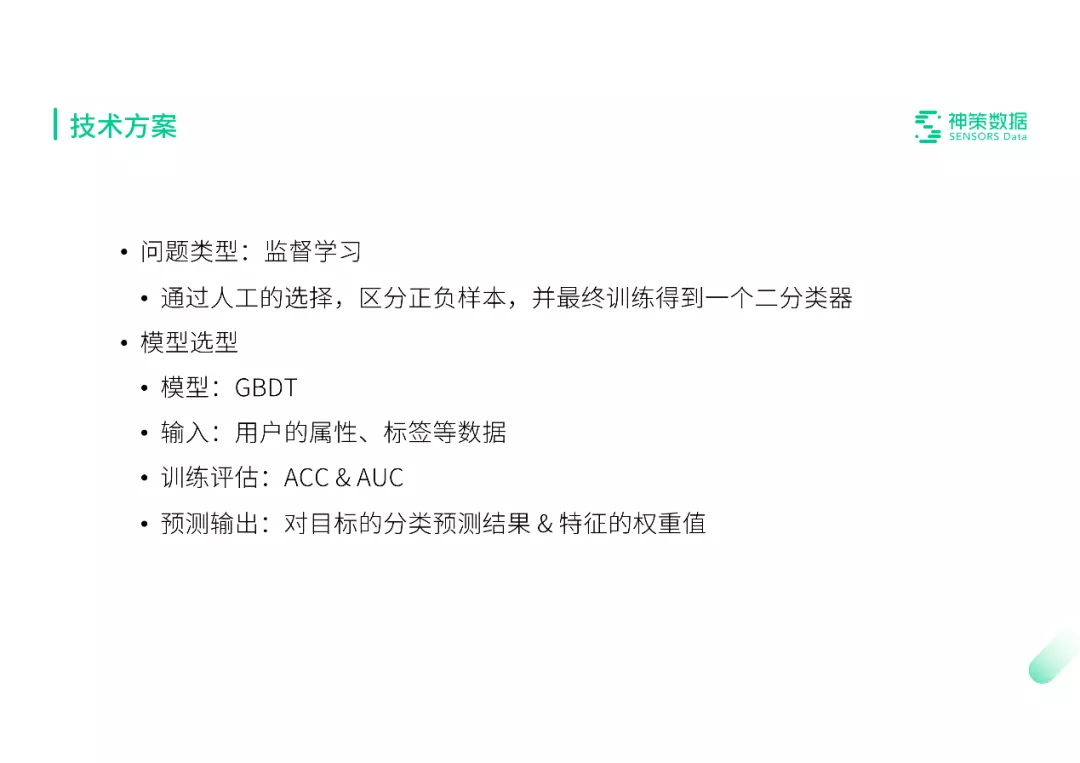 技术方案
神策数据
SENSORS Data
• 问题类型：监督学习
• 通过人工的选择，区分正负样本，并最终训练得到一个二分类器
• 模型选型
• 模型：GBDT
• 输入：用户的属性、标签等数据
• 训练评估：ACC & AUC
• 预测输出：对目标的分类预测结果 & 特征的权重值